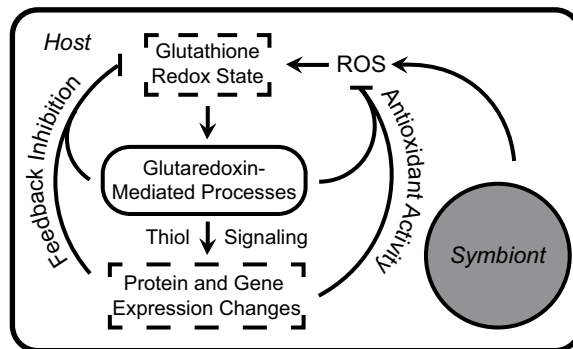 Host
Glutathione
Redox State
ROS
Feedback Inhibition
Antioxidant Activity
Glutaredoxin-
Mediated Processes
Thiol Signaling
Symbiont
Protein and Gene
Expression Changes